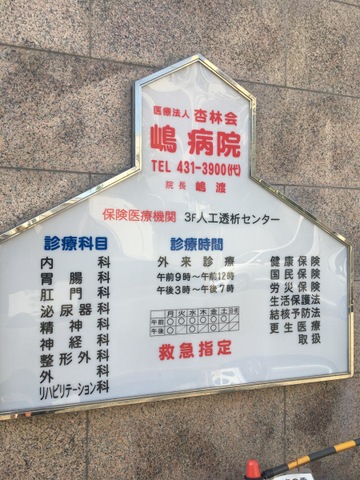 医療法人 杏林会
嶋 病院
TEL 431-3900(代)
院長 嶋 渡
保険医療機関 3F人工透析センター
診療科目
内科
胃腸科
肛門科
泌尿器科
精神科
神経科
整形外科
外科
リハビリテーション科
診療時間
外来診療
午前9時〜午前12時
午後3時〜午後7時
月火水木金土日
午前○○○○○○
午後○○○○○
救急指定
健康保険
国民保険
労災保険
生活保護法
結核予防法
更生医療
取扱